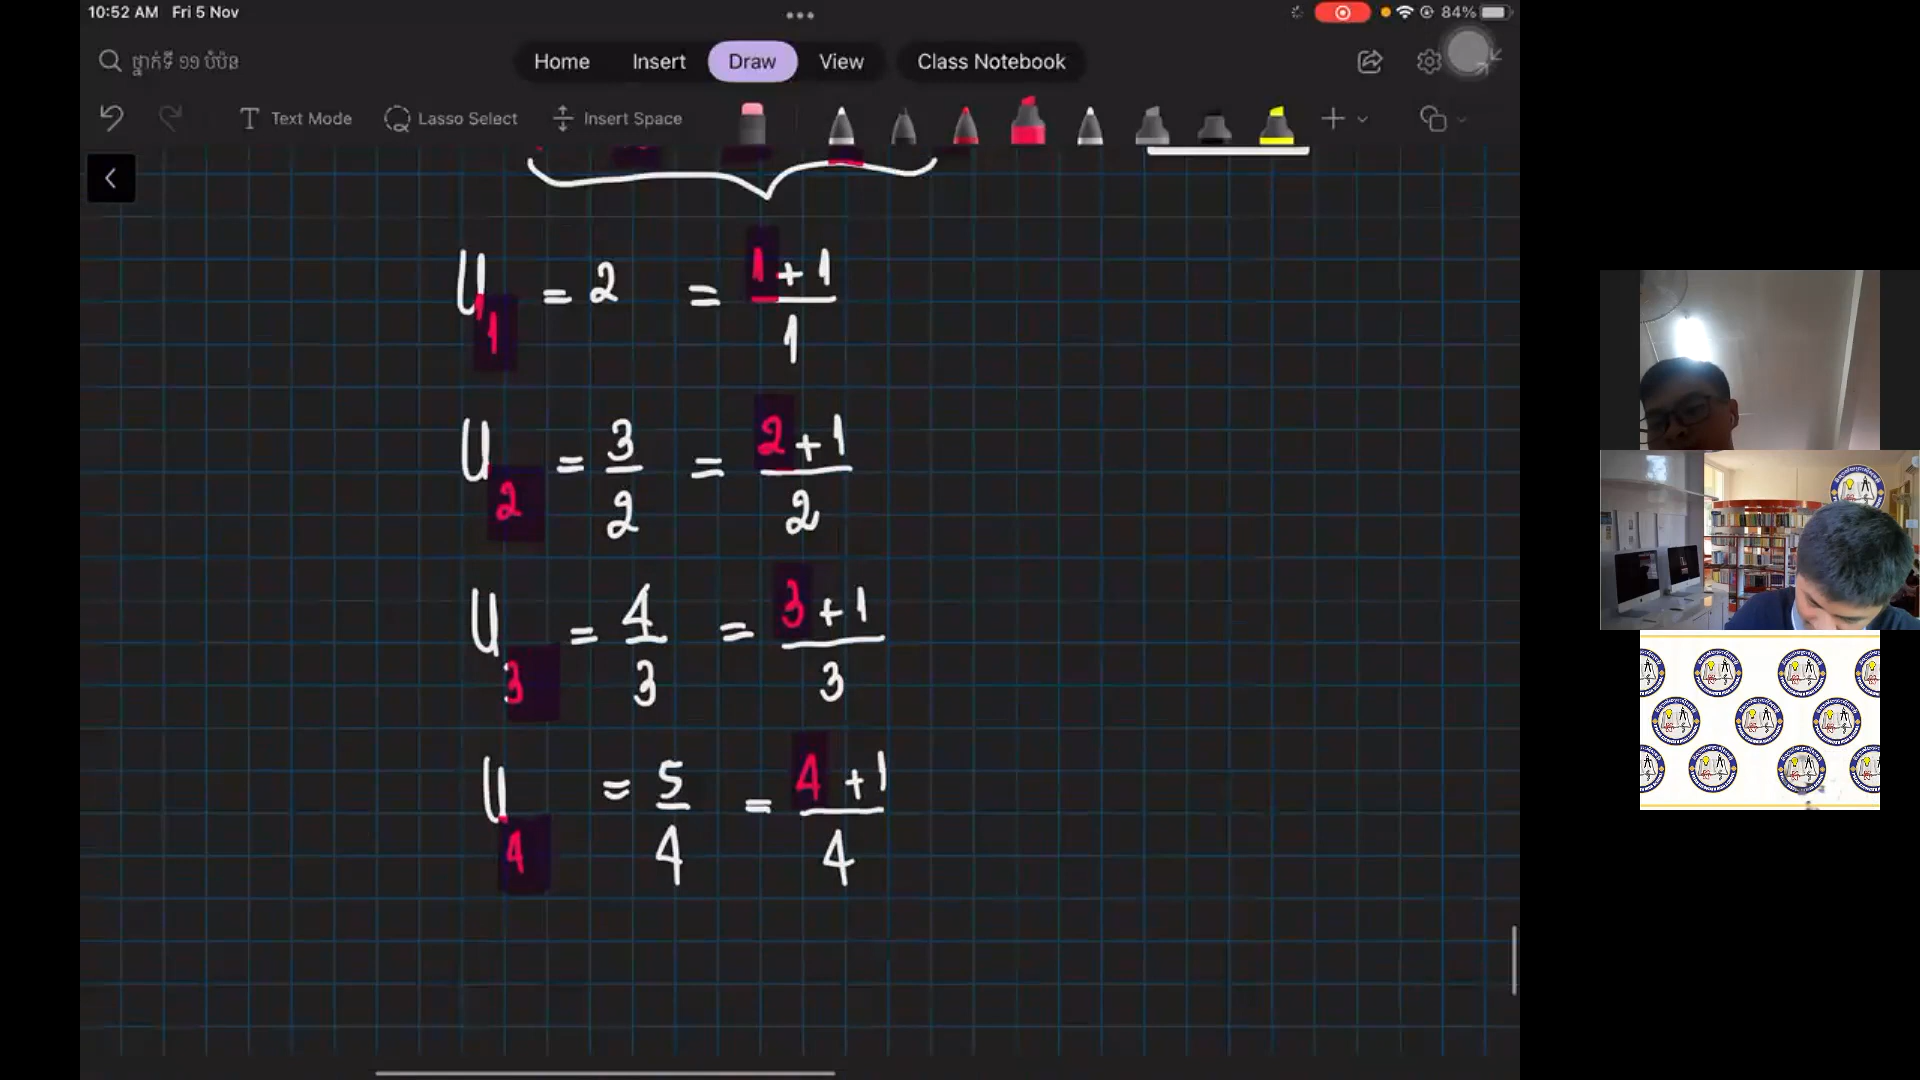 10:52 AM Fri 5 Nov
84%
ថ្នាក់ទី ១១ បំប៉ន
Home Insert Draw View Class Notebook
Text Mode Lasso Select Insert Space
U₁ = 2 = (1 + 1)/1
U₂ = 3/2 = (2 + 1)/2
U₃ = 4/3 = (3 + 1)/3
U₄ = 5/4 = (4 + 1)/4